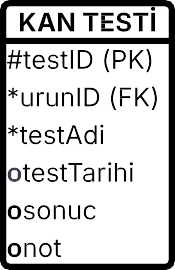 KAN TESTİ
#testID (PK)
*urunID (FK)
*testAdi
otestTarihi
osonuc
onot